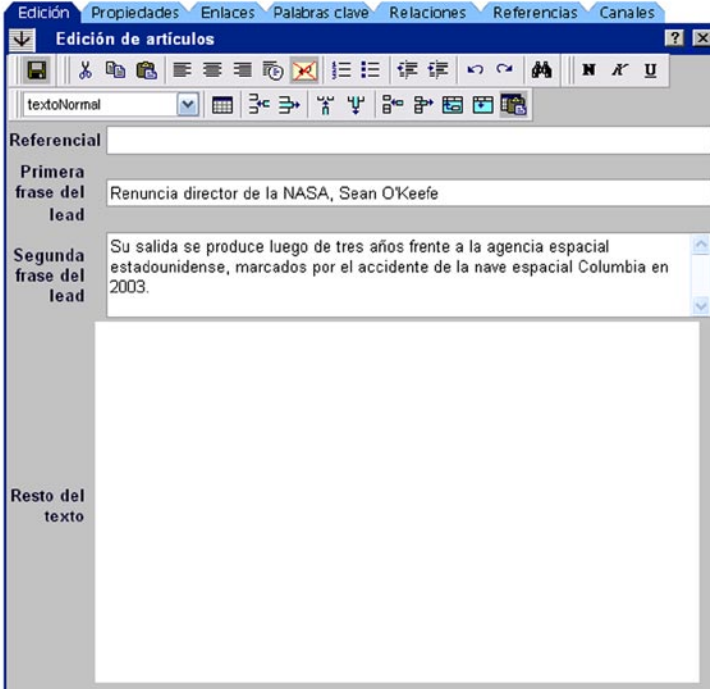 Edición Propiedades Enlaces Palabras clave Relaciones Referencias Canales
Edición de artículos ? X
N K U
textoNormal
Referencial
Primera
frase del
lead
Renuncia director de la NASA, Sean O'Keefe
Segunda
frase del
lead
Su salida se produce luego de tres años frente a la agencia espacial
estadounidense, marcados por el accidente de la nave espacial Columbia en
2003.
Resto del
texto